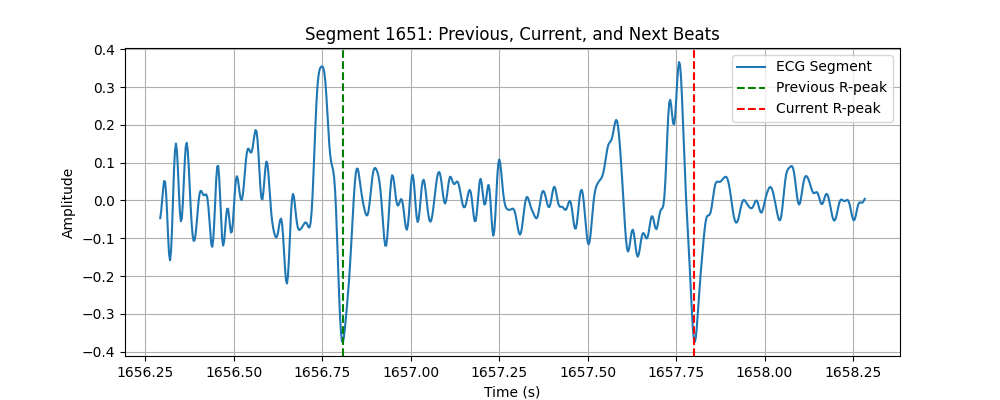 Segment 1651: Previous, Current, and Next Beats
ECG Segment
Previous R-peak
Current R-peak
0.4
0.3
0.2
0.1
0.0
−0.1
−0.2
−0.3
−0.4
Amplitude
1656.25 1656.50 1656.75 1657.00 1657.25 1657.50 1657.75 1658.00 1658.25
Time (s)